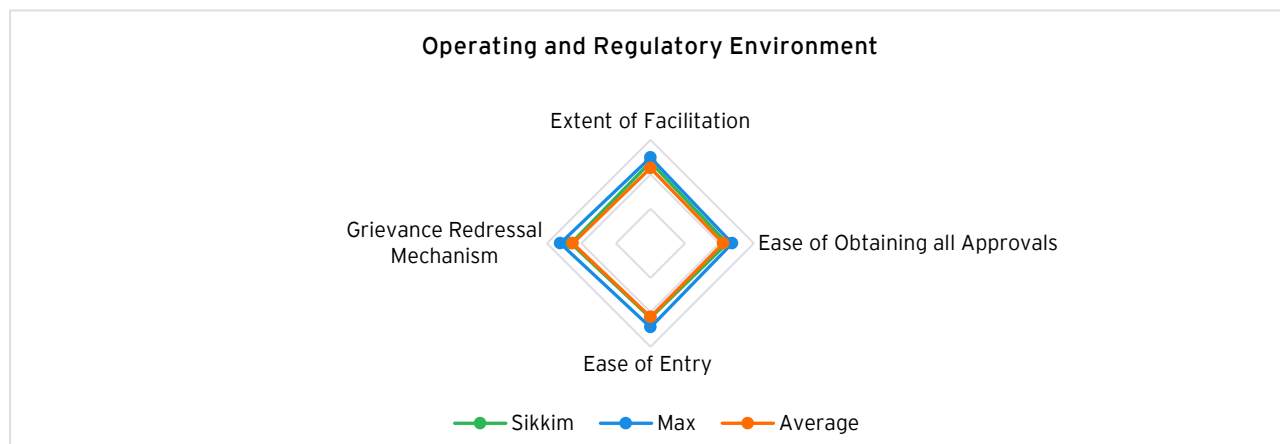 Operating and Regulatory Environment
Extent of Facilitation
Grievance Redressal
Mechanism
Ease of Obtaining all Approvals
Ease of Entry
Sikkim Max Average